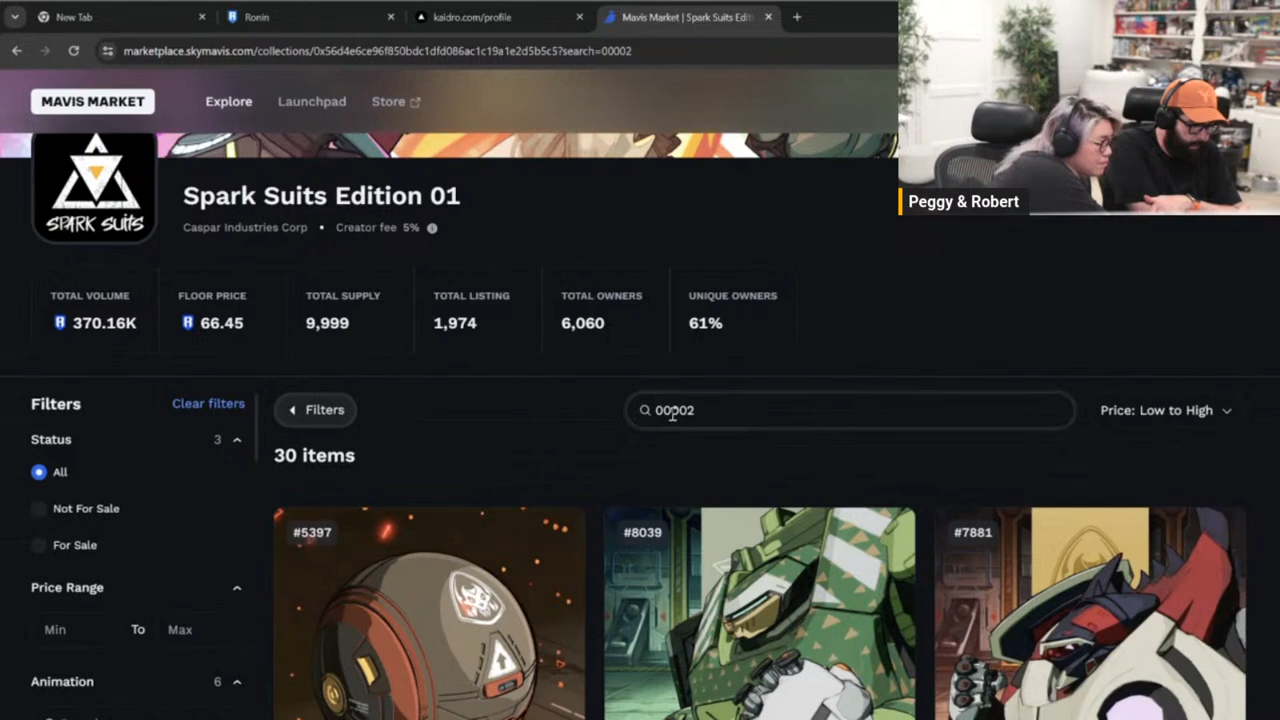 New Tab
Ronin
kaidro.com/profile
Mavis Market | Spark Suits Editi
marketplace.skymavis.com/collections/0x56d4e6ce96f850bdc1dfd086ac1c19a1e2d5b5c5?search=00002
MAVIS MARKET
Explore
Launchpad
Store
SPARK SUITS
Spark Suits Edition 01
Caspar Industries Corp • Creator fee 5%
Peggy & Robert
TOTAL VOLUME
FLOOR PRICE
TOTAL SUPPLY
TOTAL LISTING
TOTAL OWNERS
UNIQUE OWNERS
370.16K
66.45
9,999
1,974
6,060
61%
Filters
Clear filters
Filters
00002
Price: Low to High
Status
3
30 items
All
Not For Sale
For Sale
#5397
#8039
#7881
Price Range
Min
To
Max
Animation
6